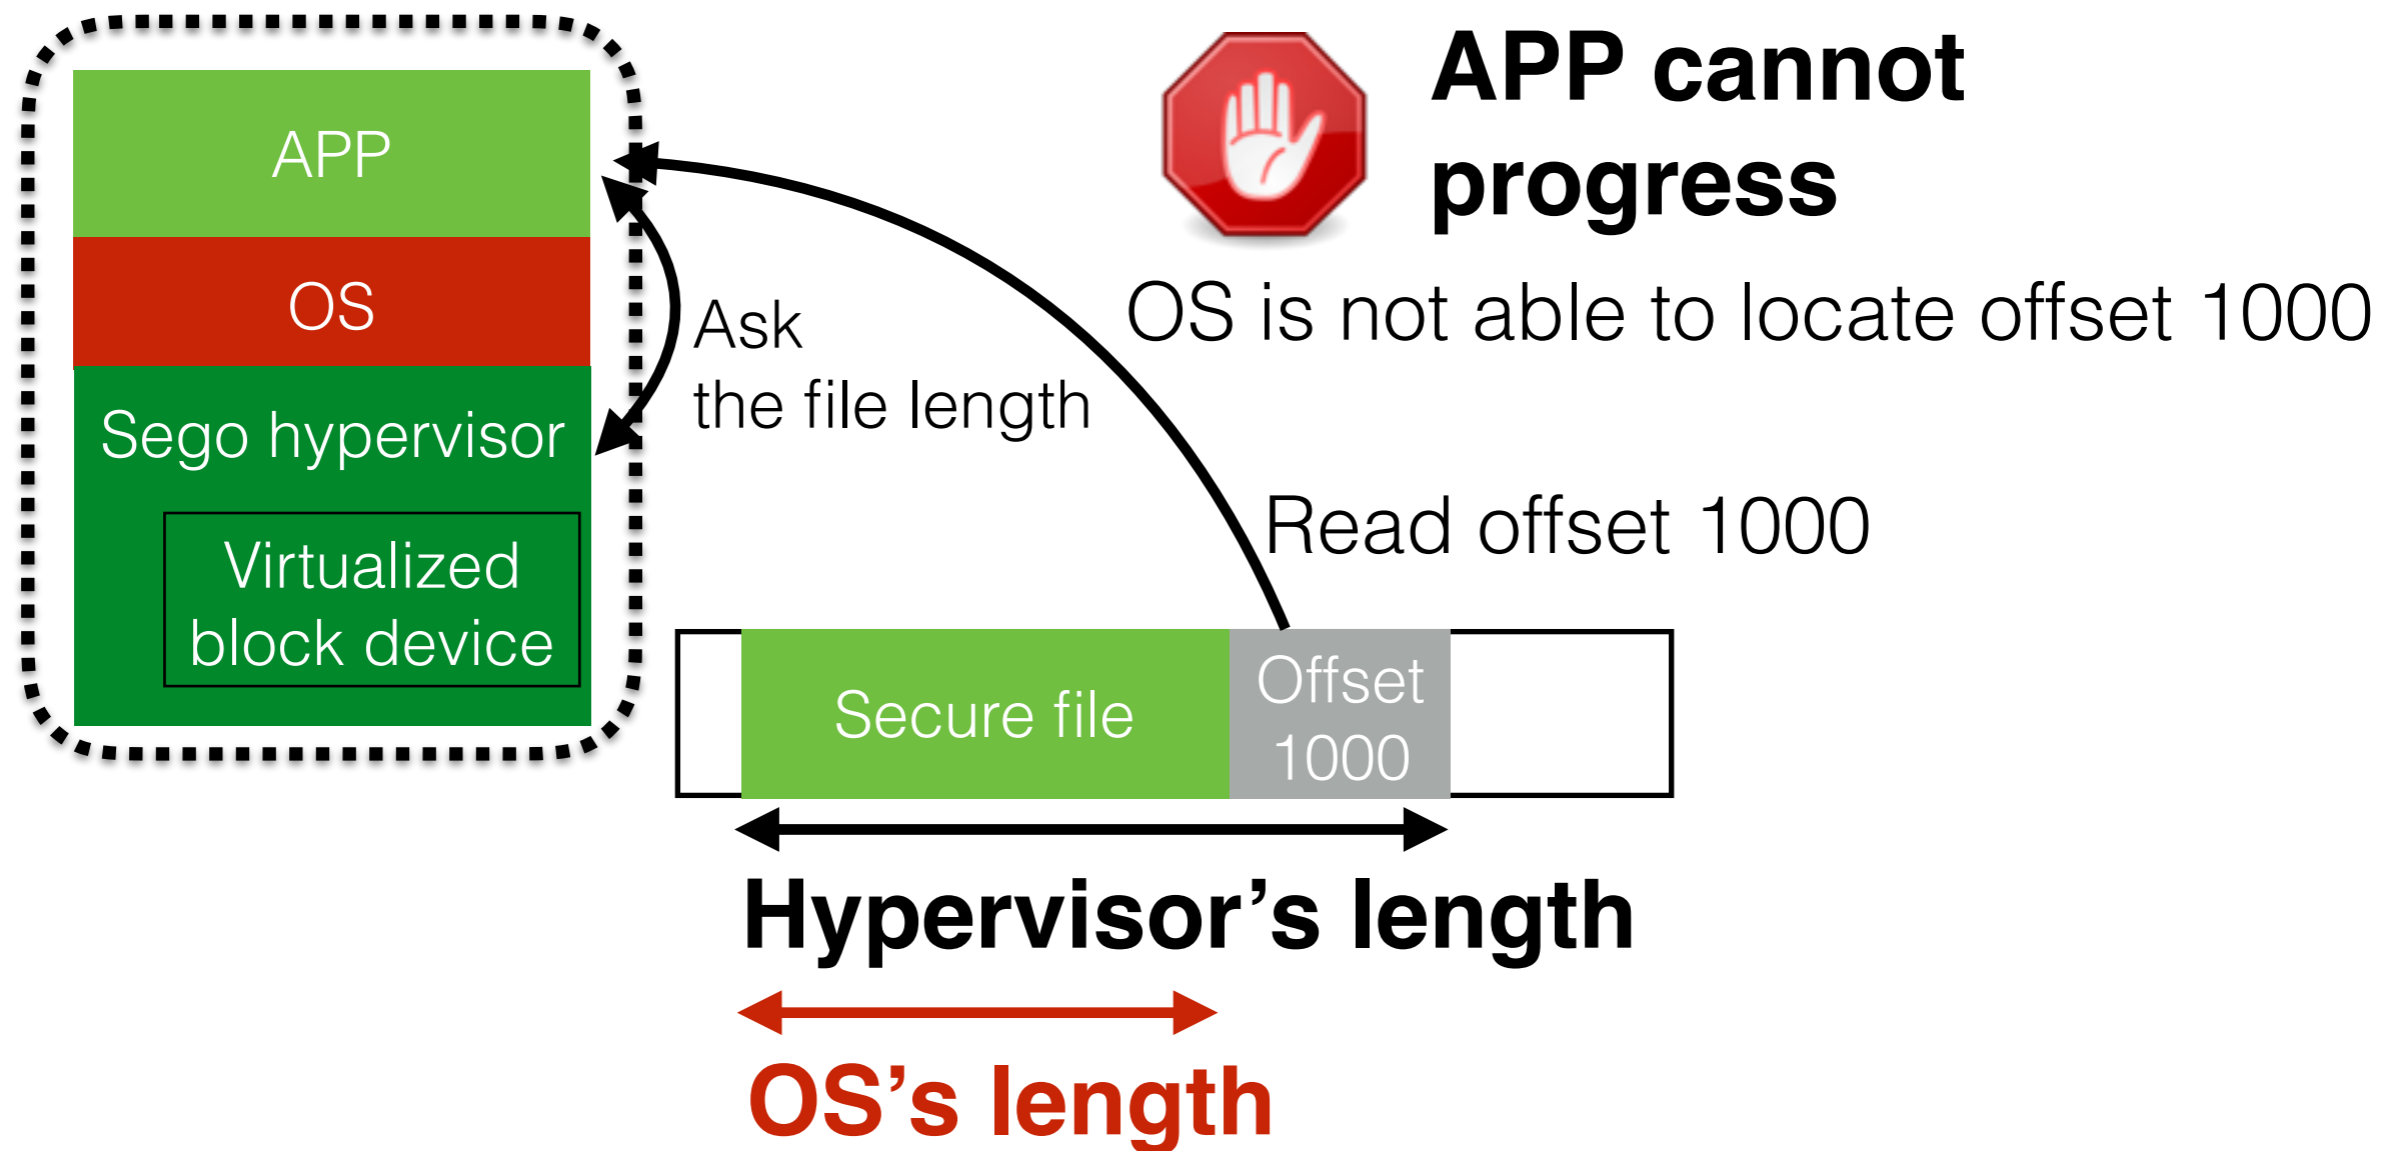 APP
OS
Sego hypervisor
Virtualized
block device
Ask
the file length
APP cannot
progress
OS is not able to locate offset 1000
Read offset 1000
Secure file
Offset
1000
Hypervisor’s length
OS’s length